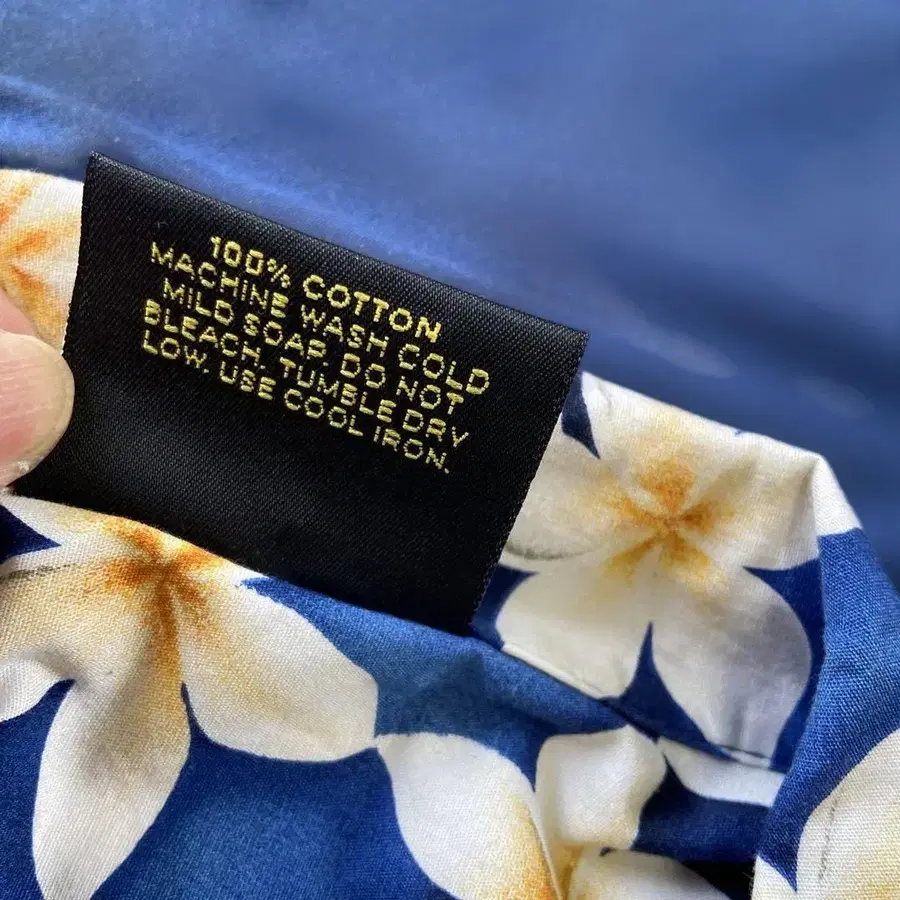 100% COTTON
MACHINE WASH COLD
MILD SOAP. DO NOT
BLEACH. TUMBLE DRY
LOW. USE COOL IRON.